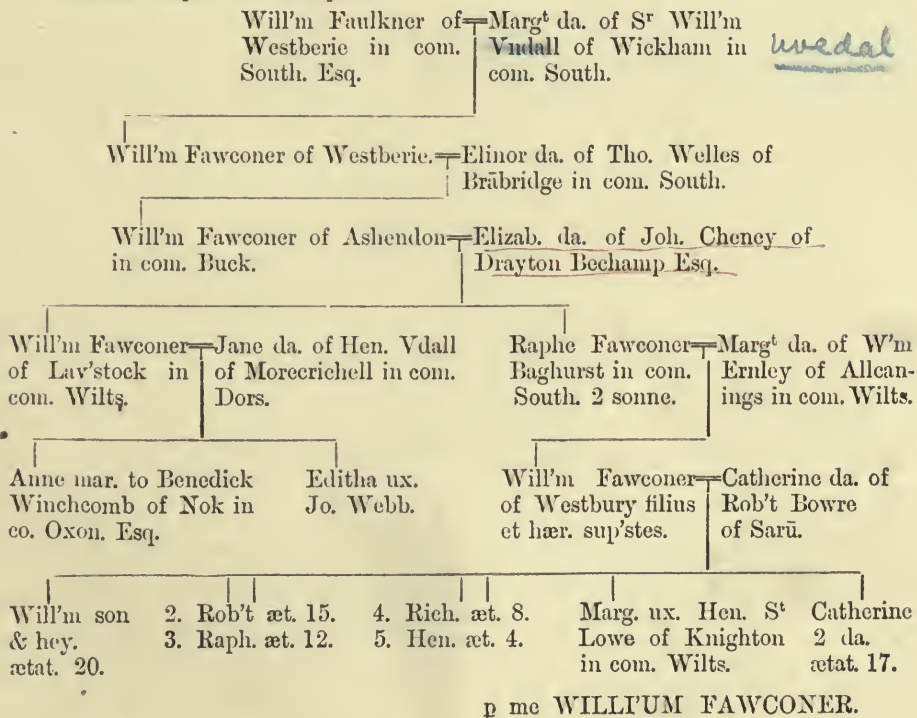 Will'm Faulkner of
Westberie in com.
South. Esq.
Margᵗ da. of Sʳ Will'm
Vndall of Wickham in
com. South.
uvedal
Will'm Fawconer of Westberie.
Elinor da. of Tho. Welles of
Brābridge in com. South.
Will'm Fawconer of Ashendon
in com. Buck.
Elizab. da. of Joh. Cheney of
Drayton Bechamp Esq.
Will'm Fawconer
of Lav'stock in
com. Wilts.
Jane da. of Hen. Vdall
of Morecrichell in com.
Dors.
Raphe Fawconer
Baghurst in com.
South. 2 sonne.
Margᵗ da. of W'm
Ernley of Allcan-
ings in com. Wilts.
Anne mar. to Benedick
Winchcomb of Nok in
co. Oxon. Esq.
Editha ux.
Jo. Webb.
Will'm Fawconer
of Westbury filius
et hær. sup'stes.
Catherine da. of
Rob't Bowre
of Sarū.
Will'm son
& hey.
ætat. 20.
2. Rob't æt. 15.
3. Raph. æt. 12.
4. Rich. æt. 8.
5. Hen. æt. 4.
Marg. ux. Hen. Sᵗ
Lowe of Knighton
in com. Wilts.
Catherine
2 da.
ætat. 17.
p me WILLI'UM FAWCONER.